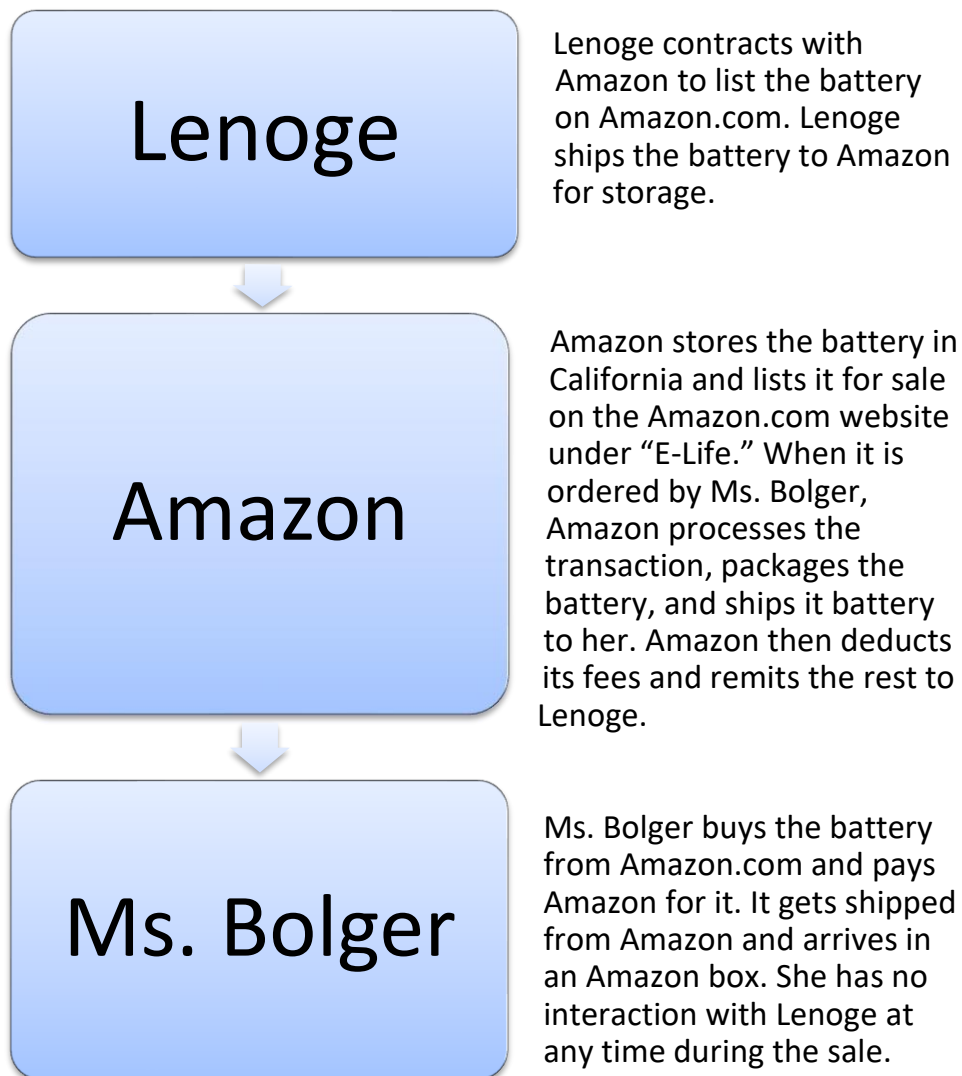 Lenoge
Lenoge contracts with
Amazon to list the battery
on Amazon.com. Lenoge
ships the battery to Amazon
for storage.
Amazon
Amazon stores the battery in
California and lists it for sale
on the Amazon.com website
under “E-Life.” When it is
ordered by Ms. Bolger,
Amazon processes the
transaction, packages the
battery, and ships it battery
to her. Amazon then deducts
its fees and remits the rest to
Lenoge.
Ms. Bolger
Ms. Bolger buys the battery
from Amazon.com and pays
Amazon for it. It gets shipped
from Amazon and arrives in
an Amazon box. She has no
interaction with Lenoge at
any time during the sale.